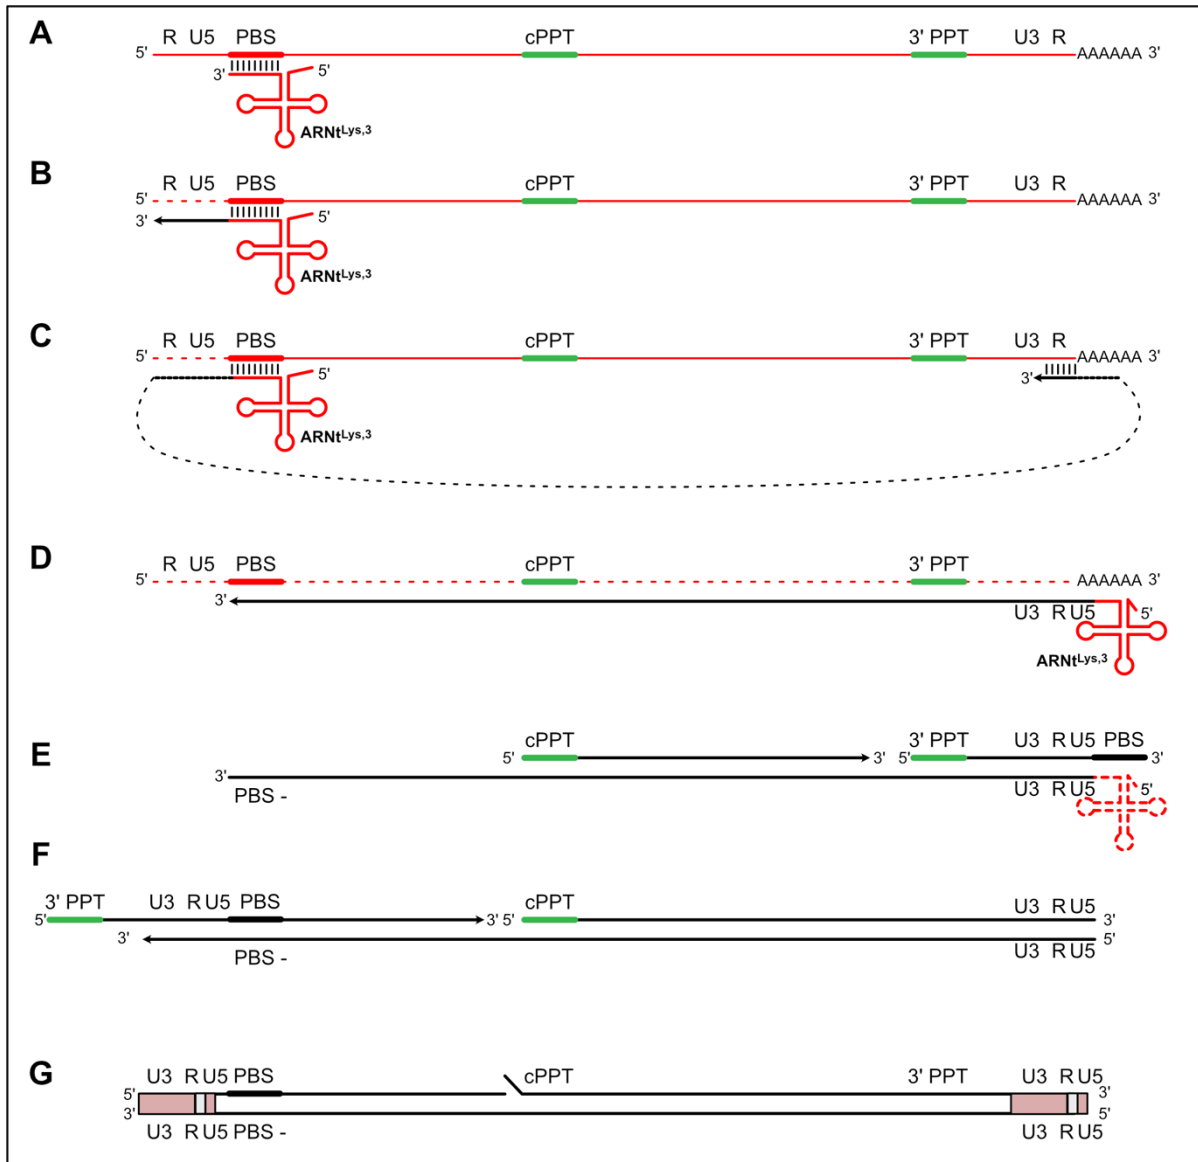 A
R U5 PBS cPPT 3' PPT U3 R
5' AAAAAA 3'
3' 5'
ARNtLys,3
B
R U5 PBS cPPT 3' PPT U3 R
5' AAAAAA 3'
3' 5'
ARNtLys,3
C
R U5 PBS cPPT 3' PPT U3 R
5' AAAAAA 3'
5' 3'
ARNtLys,3
D
R U5 PBS cPPT 3' PPT
5' AAAAAA 3'
3' U3 R U5 5'
ARNtLys,3
E
cPPT 3' PPT U3 R U5 PBS
5' 3' 5' 3'
3' U3 R U5 5'
PBS -
F
3' PPT U3 R U5 PBS cPPT U3 R U5
5' 3' 5' 3'
3' 5'
PBS - U3 R U5
G
U3 R U5 PBS cPPT 3' PPT U3 R U5
5' 3'
3' 5'
U3 R U5 PBS - U3 R U5